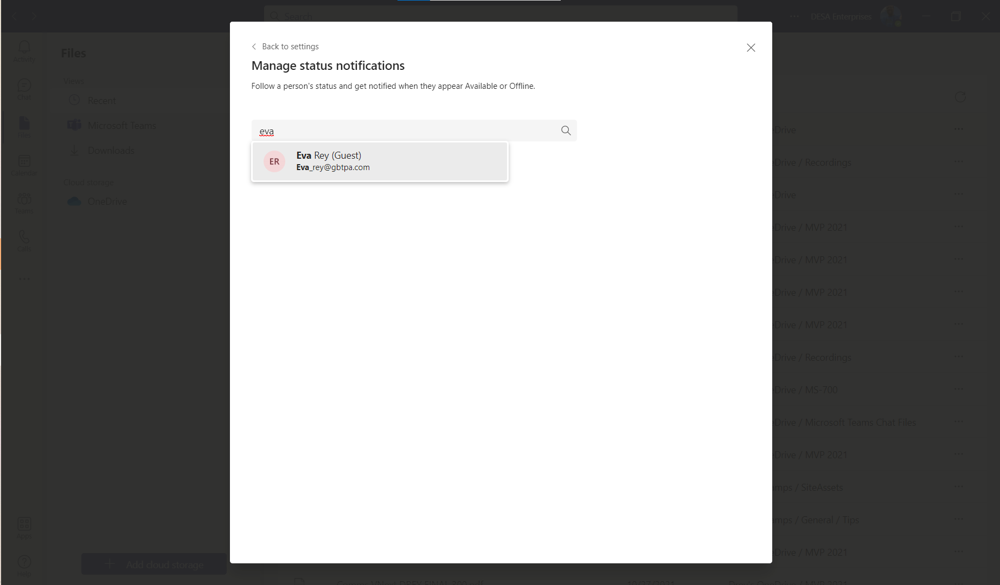 Search
DESA Enterprises
Activity
Chat
Files
Calendar
Teams
Calls
Apps
Help
Files
Views
Recent
Microsoft Teams
Downloads
Cloud storage
OneDrive
Add cloud storage
Back to settings
Manage status notifications
Follow a person's status and get notified when they appear Available or Offline.
eva
ER
Eva Rey (Guest)
Eva_rey@gbtpa.com
Drive
Drive / Recordings
Drive
Drive / MVP 2021
Drive / MVP 2021
Drive / MVP 2021
Drive / MVP 2021
Drive / Recordings
Drive / MS-700
Drive / Microsoft Teams Chat Files
Drive / MVP 2021
mps / SiteAssets
mps / General / Tips
Drive / MVP 2021
10/27/2021